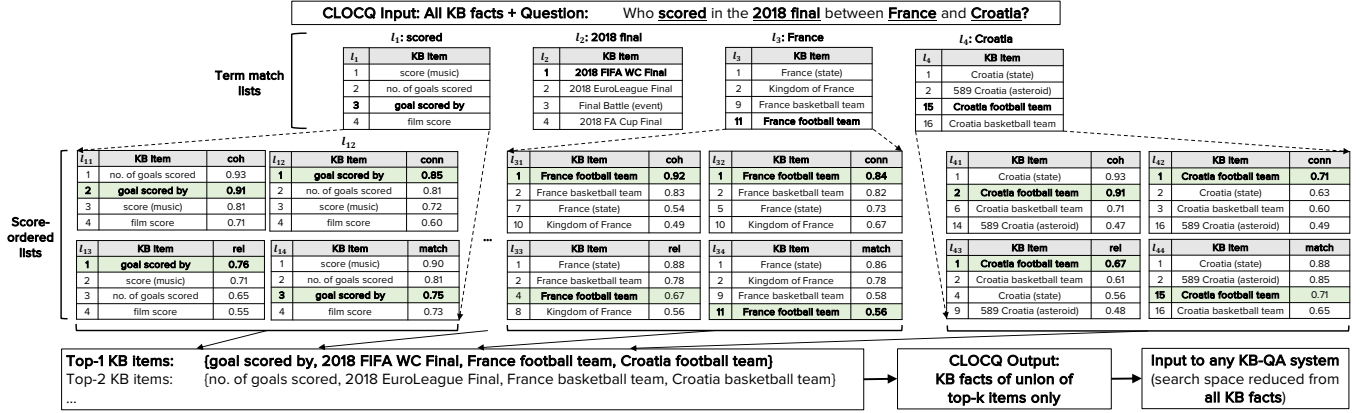 CLOCQ Input: All KB facts + Question: Who scored in the 2018 final between France and Croatia?
Term match lists
l1: scored
l1 KB Item
1 score (music)
2 no. of goals scored
3 goal scored by
4 film score
l2: 2018 final
l2 KB Item
1 2018 FIFA WC Final
2 2018 EuroLeague Final
3 Final Battle (event)
4 2018 FA Cup Final
l3: France
l3 KB Item
1 France (state)
2 Kingdom of France
9 France basketball team
11 France football team
l4: Croatia
l4 KB Item
1 Croatia (state)
2 589 Croatia (asteroid)
15 Croatia football team
16 Croatia basketball team
Score-ordered lists
l12
l11 KB Item coh
1 no. of goals scored 0.93
2 goal scored by 0.91
3 score (music) 0.81
4 film score 0.71
l12 KB Item conn
1 goal scored by 0.85
2 no. of goals scored 0.81
3 score (music) 0.72
4 film score 0.60
l13 KB Item rel
1 goal scored by 0.76
2 score (music) 0.71
3 no. of goals scored 0.65
4 film score 0.55
l14 KB Item match
1 score (music) 0.90
2 no. of goals scored 0.81
3 goal scored by 0.75
4 film score 0.73
...
l31 KB Item coh
1 France football team 0.92
2 France basketball team 0.83
7 France (state) 0.54
10 Kingdom of France 0.49
l32 KB Item conn
1 France football team 0.84
2 France basketball team 0.82
5 France (state) 0.73
10 Kingdom of France 0.67
l33 KB Item rel
1 France (state) 0.88
2 France basketball team 0.78
4 France football team 0.67
8 Kingdom of France 0.56
l34 KB Item match
1 France (state) 0.86
2 Kingdom of France 0.78
9 France basketball team 0.58
11 France football team 0.56
l41 KB Item coh
1 Croatia (state) 0.93
2 Croatia football team 0.91
6 Croatia basketball team 0.71
14 589 Croatia (asteroid) 0.47
l42 KB Item conn
1 Croatia football team 0.71
2 Croatia (state) 0.63
3 Croatia basketball team 0.60
16 589 Croatia (asteroid) 0.49
l43 KB Item rel
1 Croatia football team 0.67
2 Croatia basketball team 0.61
4 Croatia (state) 0.56
9 589 Croatia (asteroid) 0.48
l44 KB Item match
1 Croatia (state) 0.88
2 589 Croatia (asteroid) 0.85
15 Croatia football team 0.71
16 Croatia basketball team 0.65
Top-1 KB items: {goal scored by, 2018 FIFA WC Final, France football team, Croatia football team}
Top-2 KB items: {no. of goals scored, 2018 EuroLeague Final, France basketball team, Croatia basketball team}
...
CLOCQ Output:
KB facts of union of
top-k items only
Input to any KB-QA system
(search space reduced from
all KB facts)